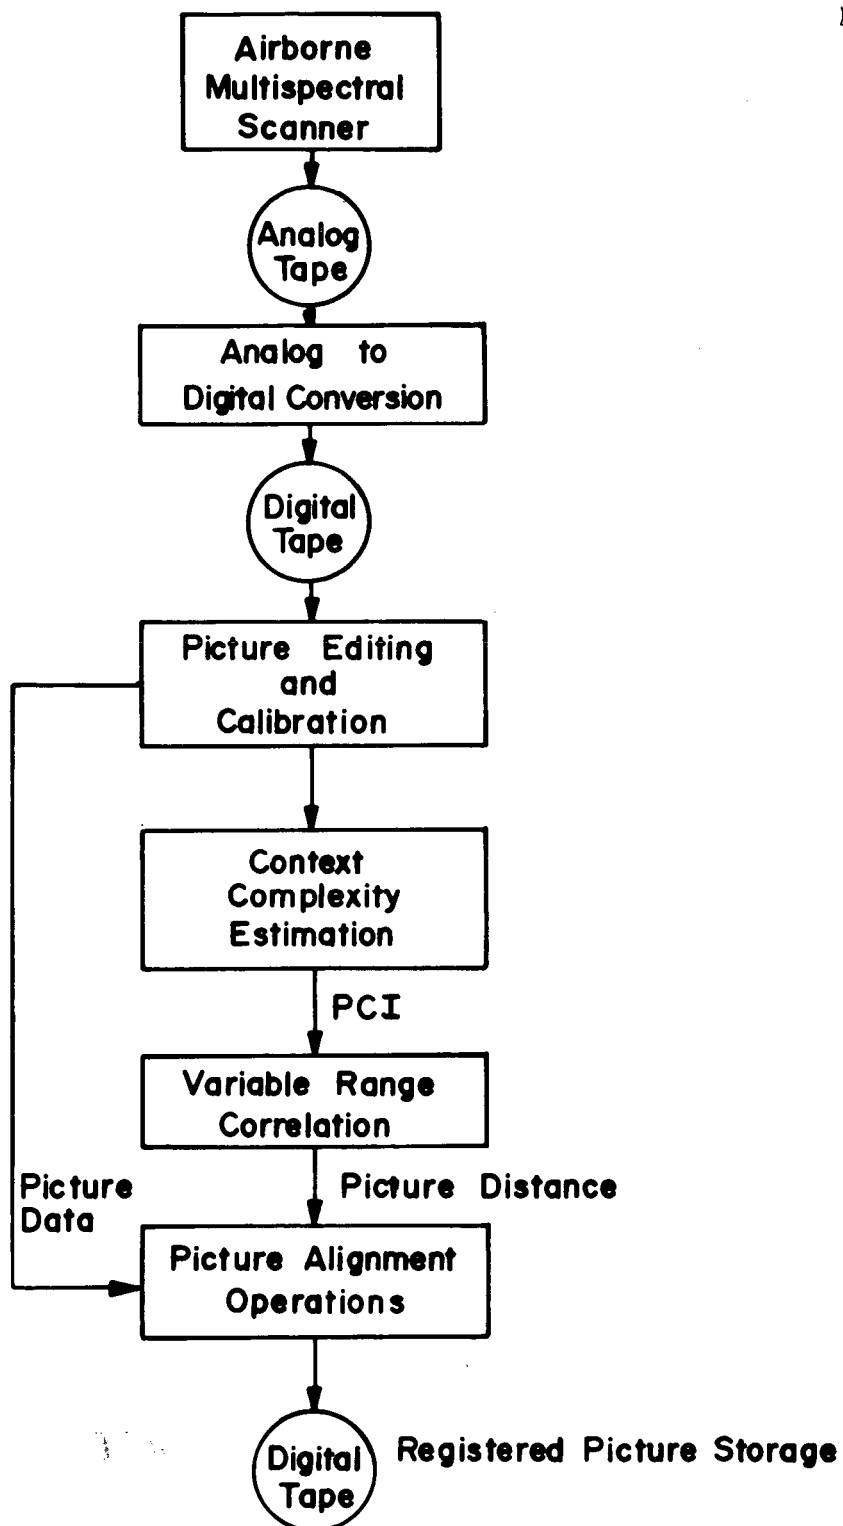 Airborne
Multispectral
Scanner
Analog
Tape
Analog to
Digital Conversion
Digital
Tape
Picture Editing
and
Calibration
Context
Complexity
Estimation
PCI
Variable Range
Correlation
Picture
Data
Picture Distance
Picture Alignment
Operations
Digital
Tape
Registered Picture Storage